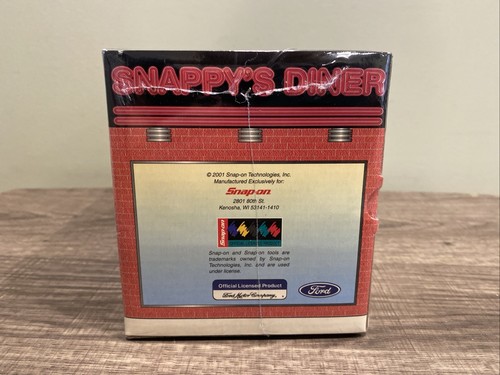 SNAPPY'S DINER
© 2001 Snap-on Technologies, Inc.
Manufactured Exclusively for:
Snap-on
2801 80th St.
Kenosha, WI 53141-1410
Snap-on
Snap-on and Snap-on tools are
trademarks owned by Snap-on
Technologies, Inc. and are used
under license.
Official Licensed Product
Ford Motor Company,
Ford